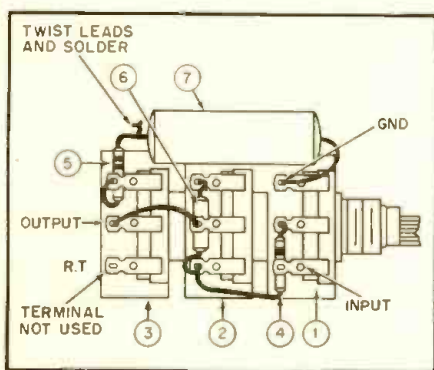 TWIST LEADS
AND SOLDER
6
7
GND
5
OUTPUT
R.T
TERMINAL
NOT USED
INPUT
3
2
4
1